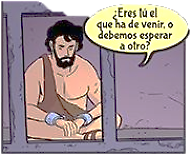 ¿Eres tú el
que ha de venir, o
debemos esperar
a otro?